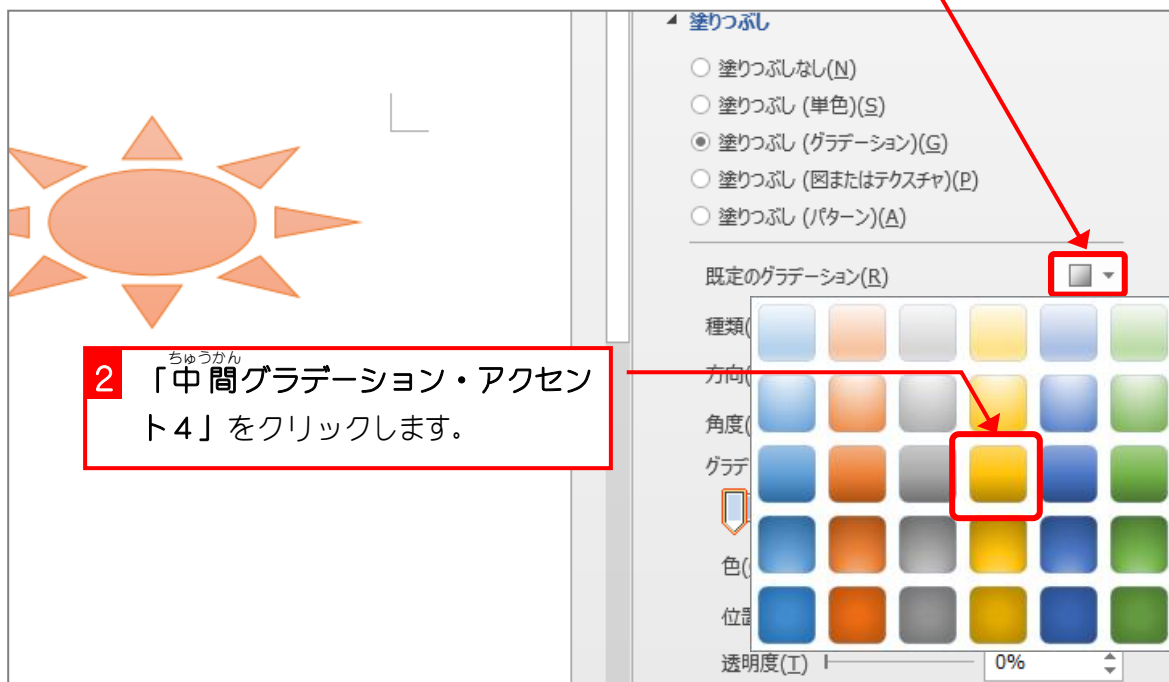 塗りつぶし
塗りつぶしなし(N)
塗りつぶし (単色)(S)
塗りつぶし (グラデーション)(G)
塗りつぶし (図またはテクスチャ)(P)
塗りつぶし (パターン)(A)
既定のグラデーション(R)
種類(
方向(
角度(
グラデ
色(
位置
透明度(T) 0%
2
ちゅうかん
「中間グラデーション・アクセン
ト4」をクリックします。